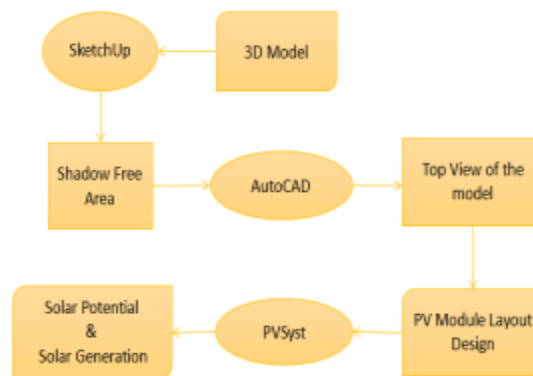 SketchUp
3D Model
Shadow Free
Area
AutoCAD
Top View of the
model
Solar Potential
&
Solar Generation
PVSyst
PV Module Layout
Design